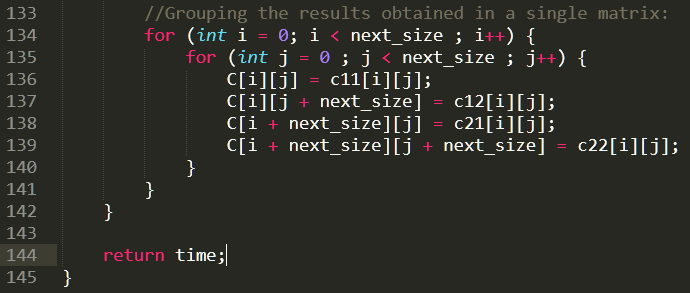 133 //Grouping the results obtained in a single matrix:
134 for (int i = 0; i < next_size ; i++) {
135 for (int j = 0 ; j < next_size ; j++) {
136 C[i][j] = c11[i][j];
137 C[i][j + next_size] = c12[i][j];
138 C[i + next_size][j] = c21[i][j];
139 C[i + next_size][j + next_size] = c22[i][j];
140 }
141 }
142 }
143
144 return time;
145 }